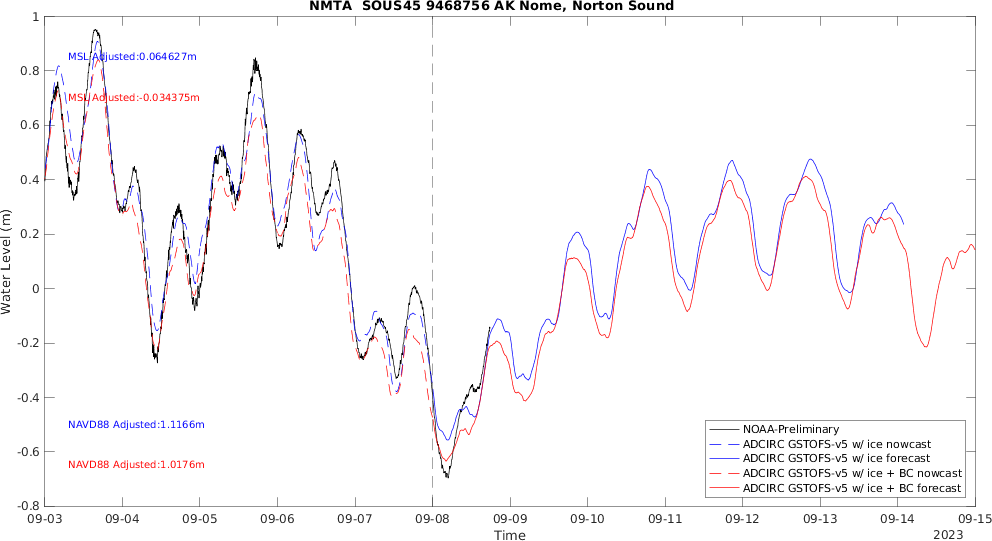 NMTA SOUS45 9468756 AK Nome, Norton Sound
1
0.8
0.6
0.4
0.2
0
-0.2
-0.4
-0.6
-0.8
Water Level (m)
MSL Adjusted:0.064627m
MSL Adjusted:-0.034375m
NAVD88 Adjusted:1.1166m
NAVD88 Adjusted:1.0176m
NOAA-Preliminary
ADCIRC GSTOFS-v5 w/ ice nowcast
ADCIRC GSTOFS-v5 w/ ice forecast
ADCIRC GSTOFS-v5 w/ ice + BC nowcast
ADCIRC GSTOFS-v5 w/ ice + BC forecast
09-03 09-04 09-05 09-06 09-07 09-08 09-09 09-10 09-11 09-12 09-13 09-14 09-15
Time
2023